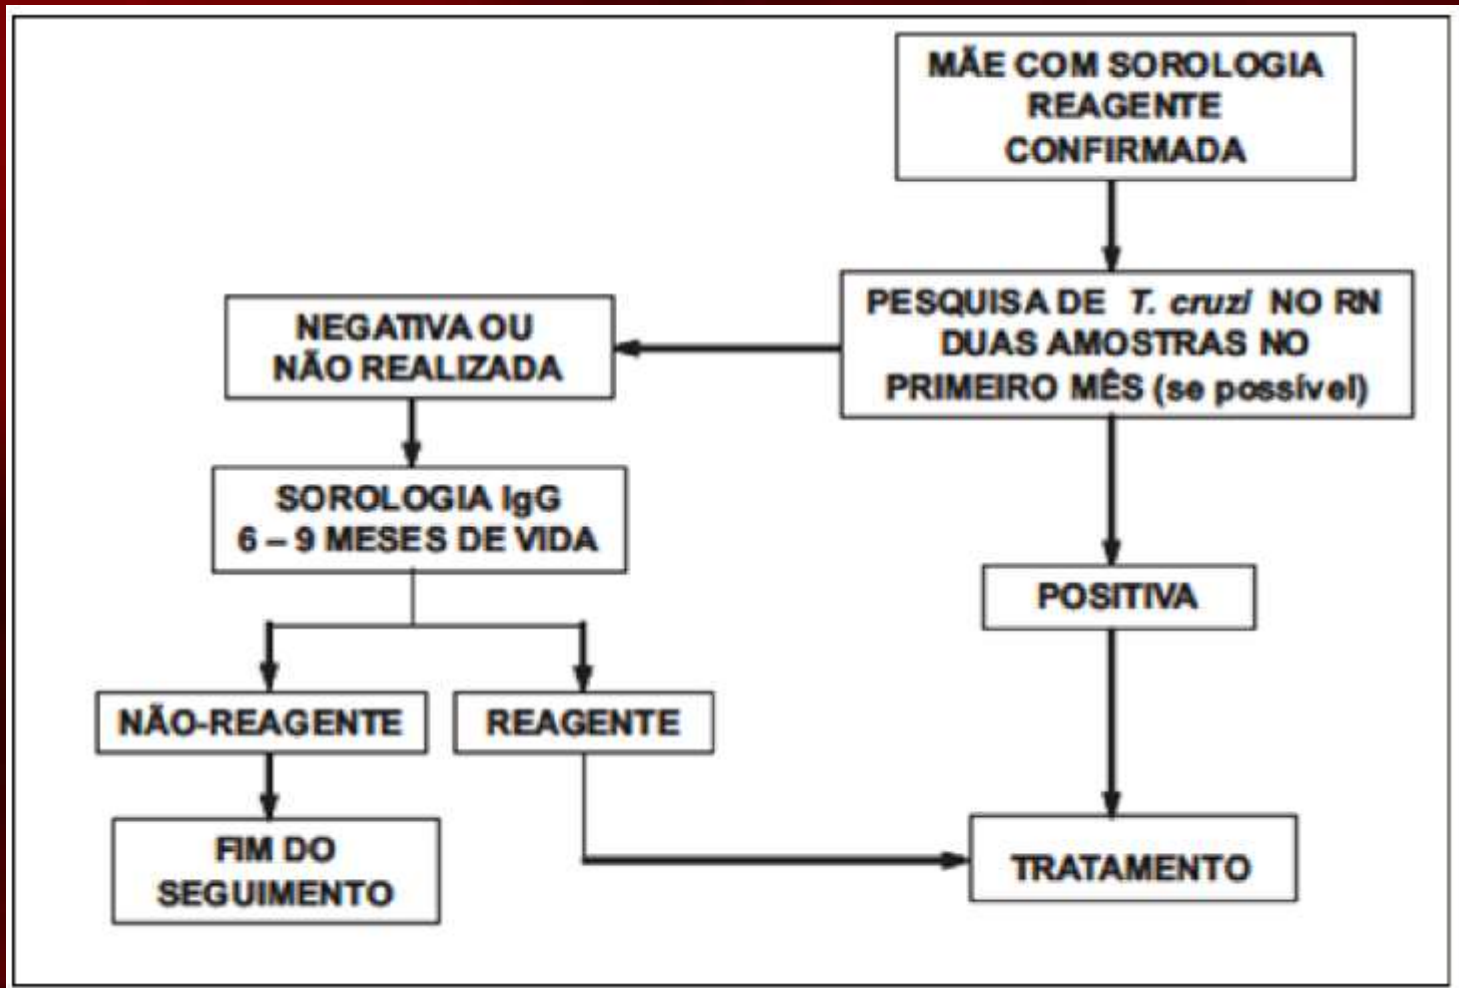 MÃE COM SOROLOGIA
REAGENTE
CONFIRMADA
PESQUISA DE T. cruzi NO RN
DUAS AMOSTRAS NO
PRIMEIRO MÊS (se possível)
NEGATIVA OU
NÃO REALIZADA
SOROLOGIA IgG
6 – 9 MESES DE VIDA
POSITIVA
NÃO-REAGENTE
REAGENTE
FIM DO
SEGUIMENTO
TRATAMENTO